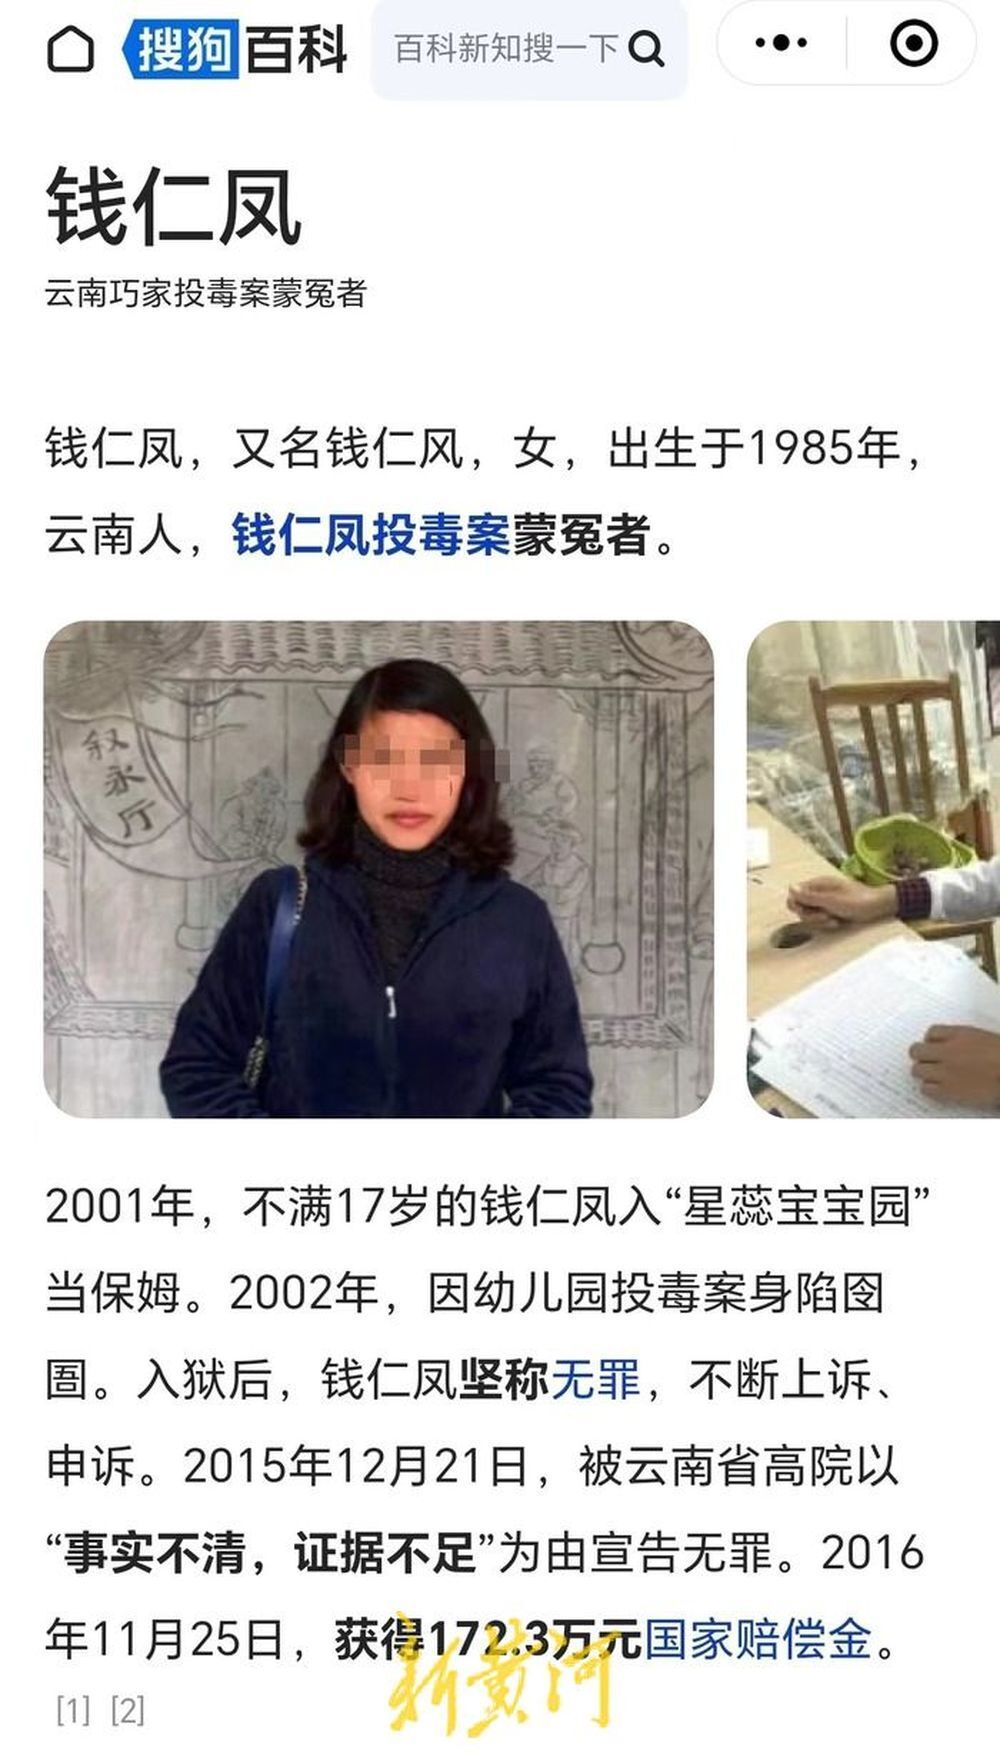 搜狗百科 百科新知搜一下
钱仁凤
云南巧家投毒案蒙冤者
钱仁凤，又名钱仁风，女，出生于1985年，
云南人，钱仁凤投毒案蒙冤者。
叙永厅
2001年，不满17岁的钱仁凤入“星蕊宝宝园”
当保姆。2002年，因幼儿园投毒案身陷囹
圄。入狱后，钱仁凤坚称无罪，不断上诉、
申诉。2015年12月21日，被云南省高院以
“事实不清，证据不足”为由宣告无罪。2016
年11月25日，获得172.3万元国家赔偿金。
新黄河
[1] [2]